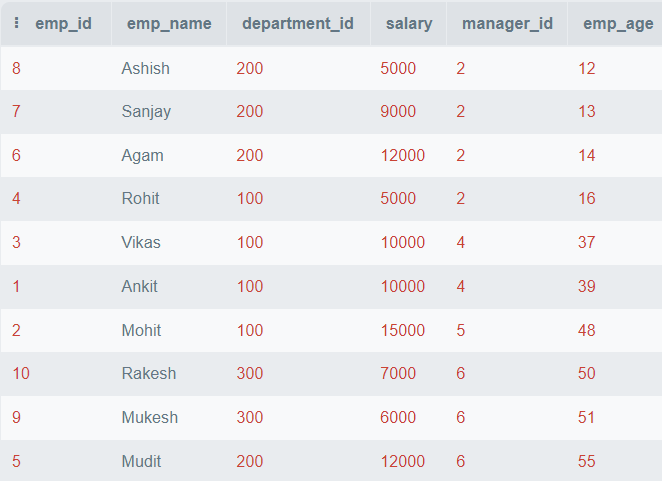 emp_id emp_name department_id salary manager_id emp_age
8 Ashish 200 5000 2 12
7 Sanjay 200 9000 2 13
6 Agam 200 12000 2 14
4 Rohit 100 5000 2 16
3 Vikas 100 10000 4 37
1 Ankit 100 10000 4 39
2 Mohit 100 15000 5 48
10 Rakesh 300 7000 6 50
9 Mukesh 300 6000 6 51
5 Mudit 200 12000 6 55